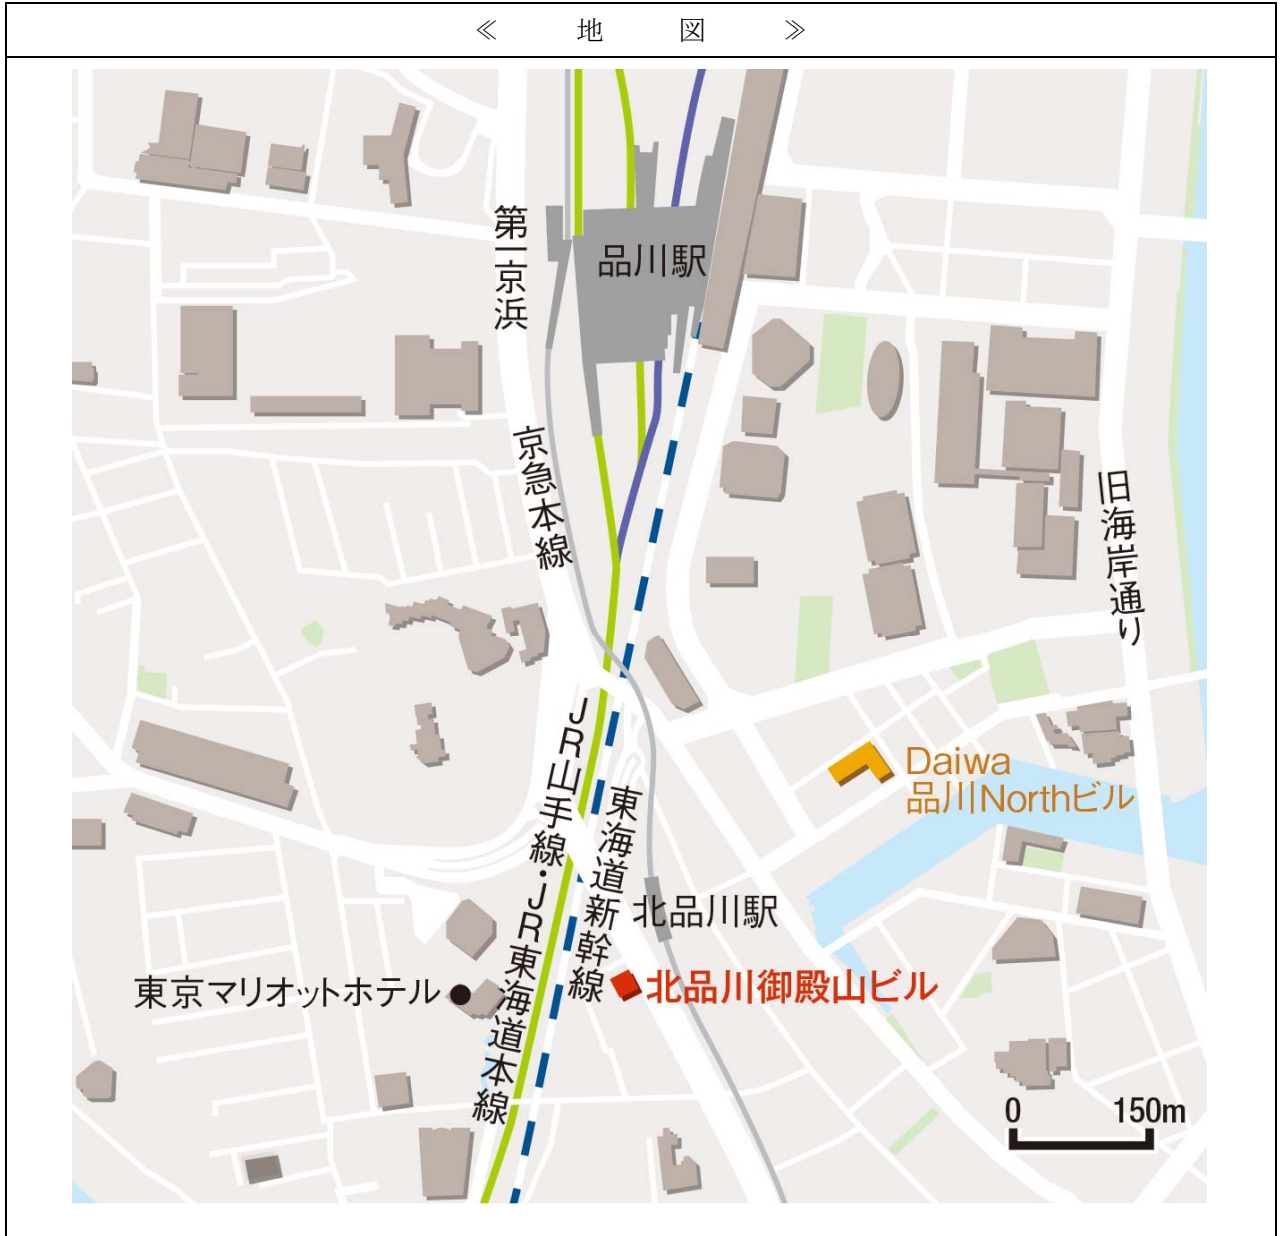 ≪　地　図　≫
品川駅
第一京浜
京急本線
旧海岸通り
Daiwa
品川Northビル
JR山手線・JR東海道本線
東海道新幹線
北品川駅
東京マリオットホテル
北品川御殿山ビル
0 150m